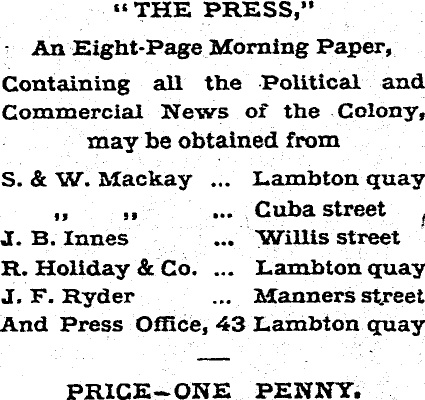 "THE PRESS,"
An Eight-Page Morning Paper,
Containing all the Political and
Commercial News of the Colony,
may be obtained from
S. & W. Mackay ... Lambton quay
„ „ ... Cuba street
J. B. Innes ... Willis street
R. Holiday & Co. ... Lambton quay
J. F. Ryder ... Manners street
And Press Office, 43 Lambton quay
PRICE—ONE PENNY.